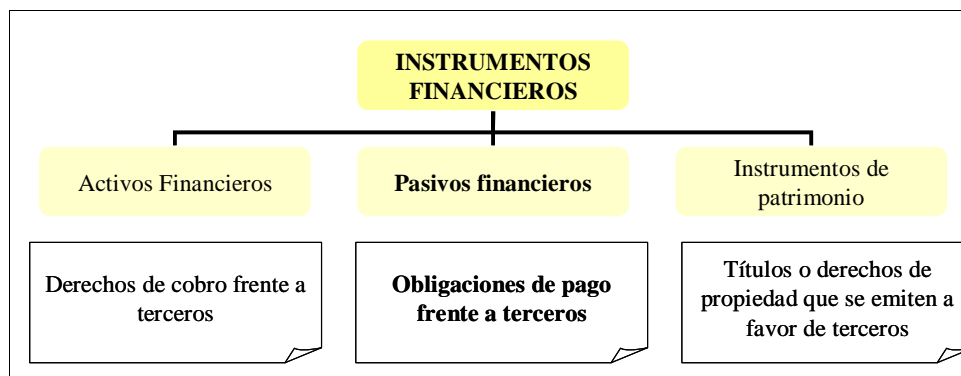 INSTRUMENTOS
FINANCIEROS
Activos Financieros
Pasivos financieros
Instrumentos de
patrimonio
Derechos de cobro frente a
terceros
Obligaciones de pago
frente a terceros
Títulos o derechos de
propiedad que se emiten a
favor de terceros